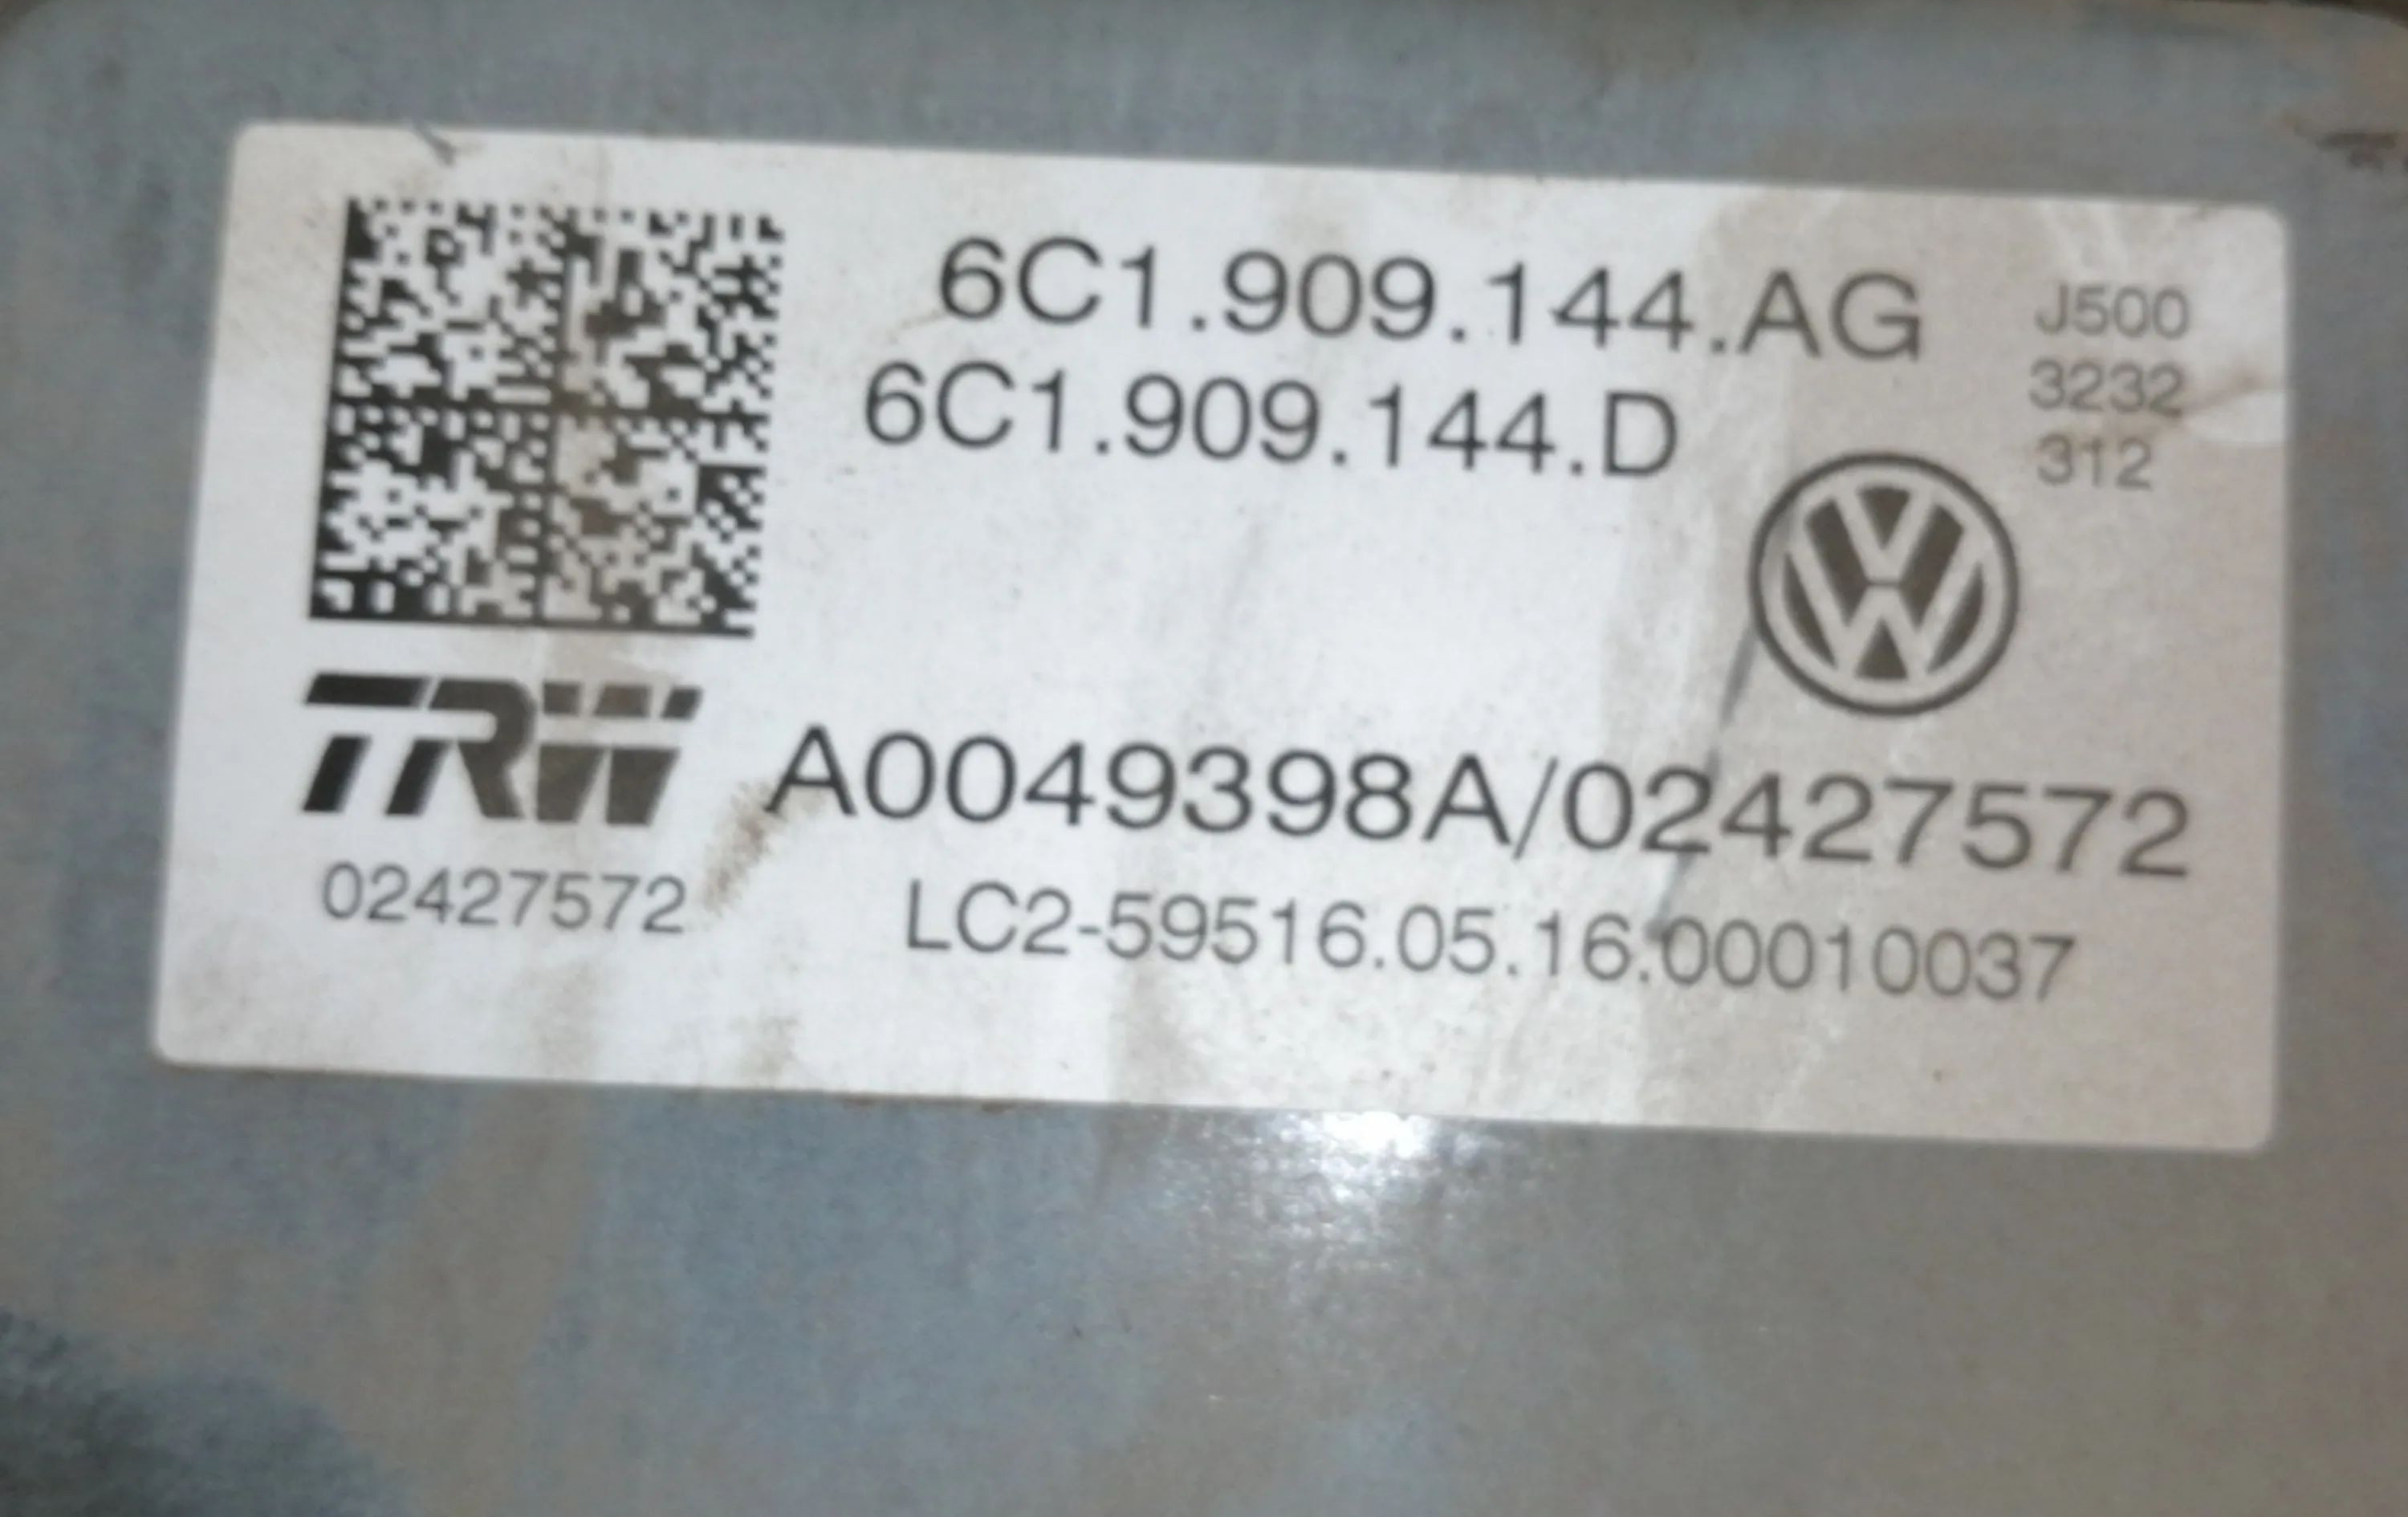 6C1.909.144.AG
6C1.909.144.D
J500
3232
312
VW
TRW
A0049398A/02427572
02427572
LC2-59516.05.16.00010037